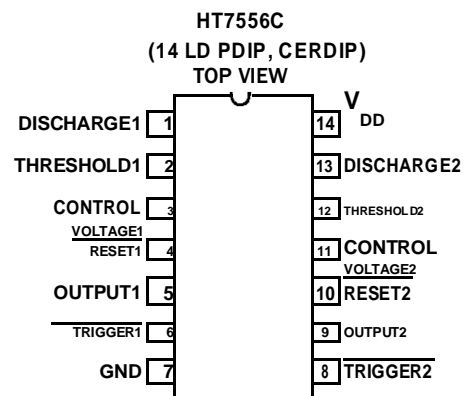 HT7556C
(14 LD PDIP, CERDIP)
TOP VIEW
DISCHARGE1 1
THRESHOLD1 2
CONTROL 3
VOLTAGE1
RESET1 4
OUTPUT1 5
TRIGGER1 6
GND 7
14 VDD
13 DISCHARGE2
12 THRESHOLD2
11 CONTROL
VOLTAGE2
10 RESET2
9 OUTPUT2
8 TRIGGER2